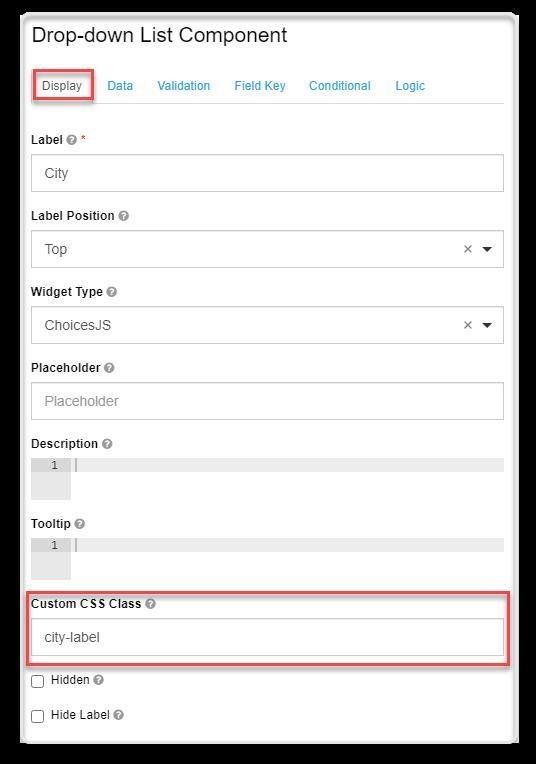 Drop-down List Component
Display Data Validation Field Key Conditional Logic
Label ? *
City
Label Position ?
Top ×
Widget Type ?
ChoicesJS ×
Placeholder ?
Placeholder
Description ?
1
Tooltip ?
1
Custom CSS Class ?
city-label
Hidden ?
Hide Label ?